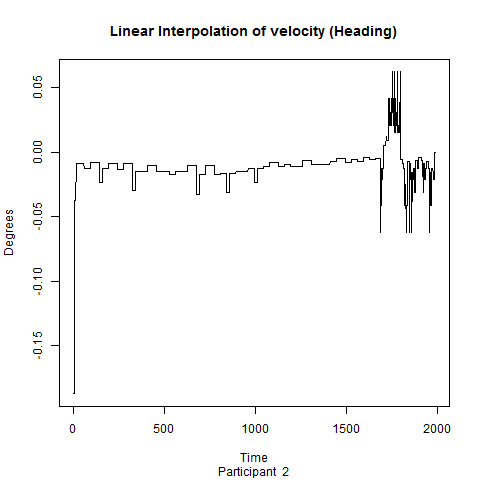 Linear Interpolation of velocity (Heading)
Degrees
0.05
0.00
-0.05
-0.10
-0.15
0 500 1000 1500 2000
Time
Participant 2